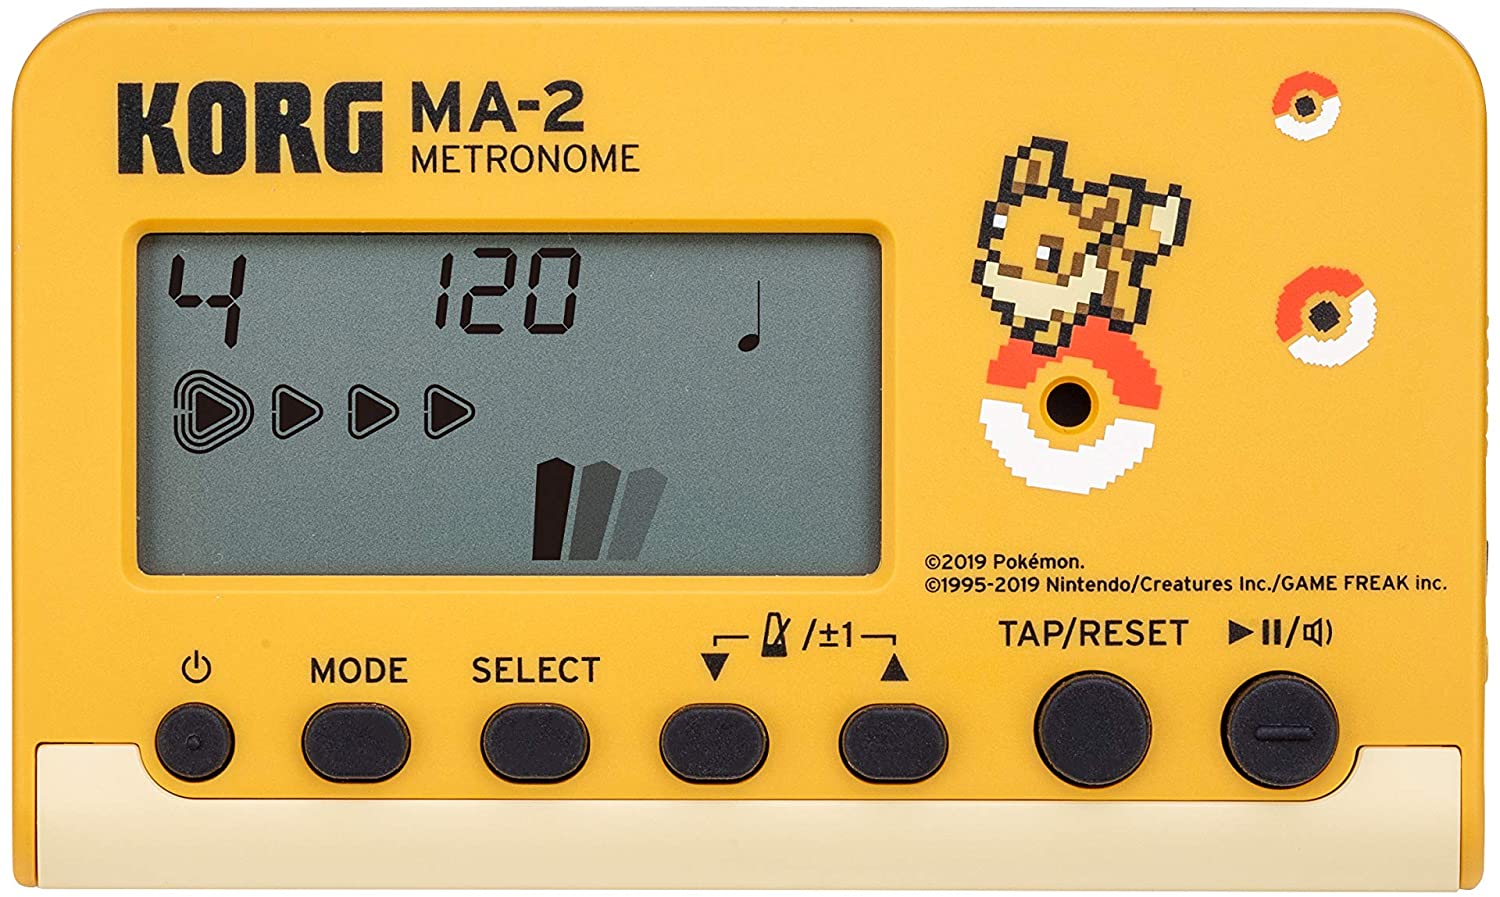 KORG MA-2
METRONOME
4 120
©2019 Pokémon.
©1995-2019 Nintendo/Creatures Inc./GAME FREAK inc.
MODE SELECT /±1 TAP/RESET /